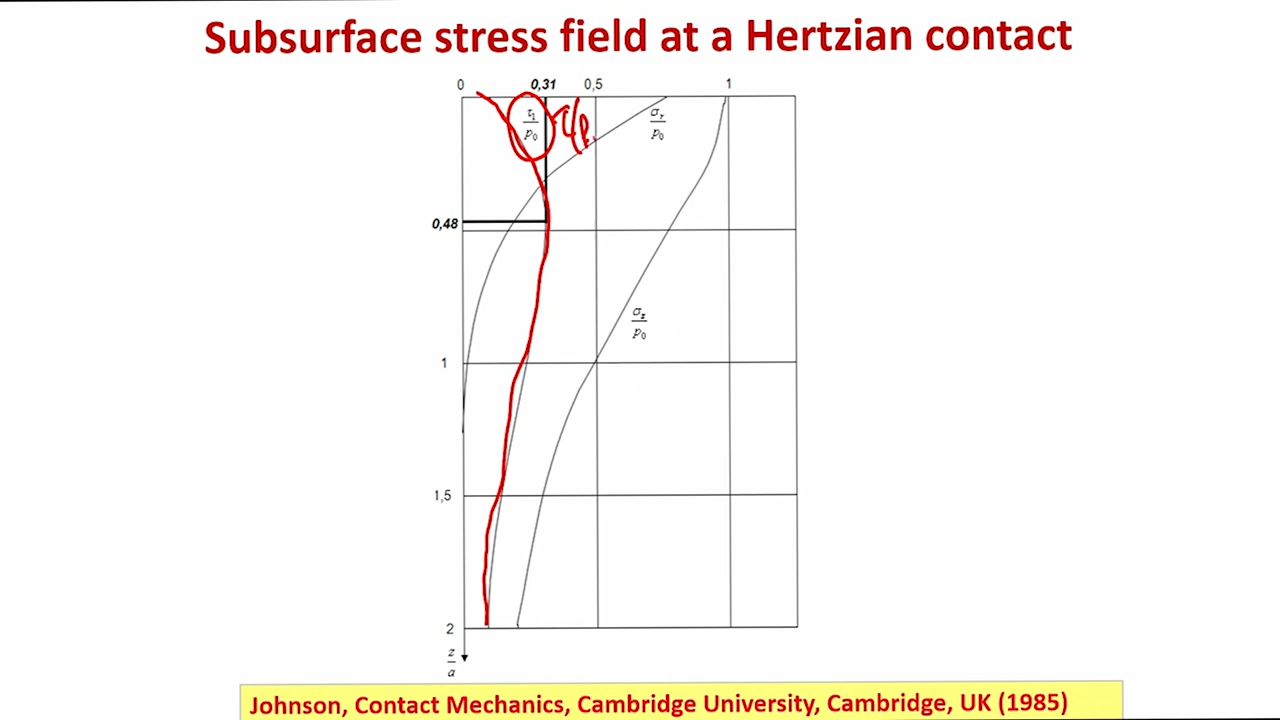 Subsurface stress field at a Hertzian contact
0 0,31 0,5 1
τ₁/p₀ τ/p₀ σᵣ/p₀
0,48
σ_z/p₀
1
1,5
2
z/a
Johnson, Contact Mechanics, Cambridge University, Cambridge, UK (1985)